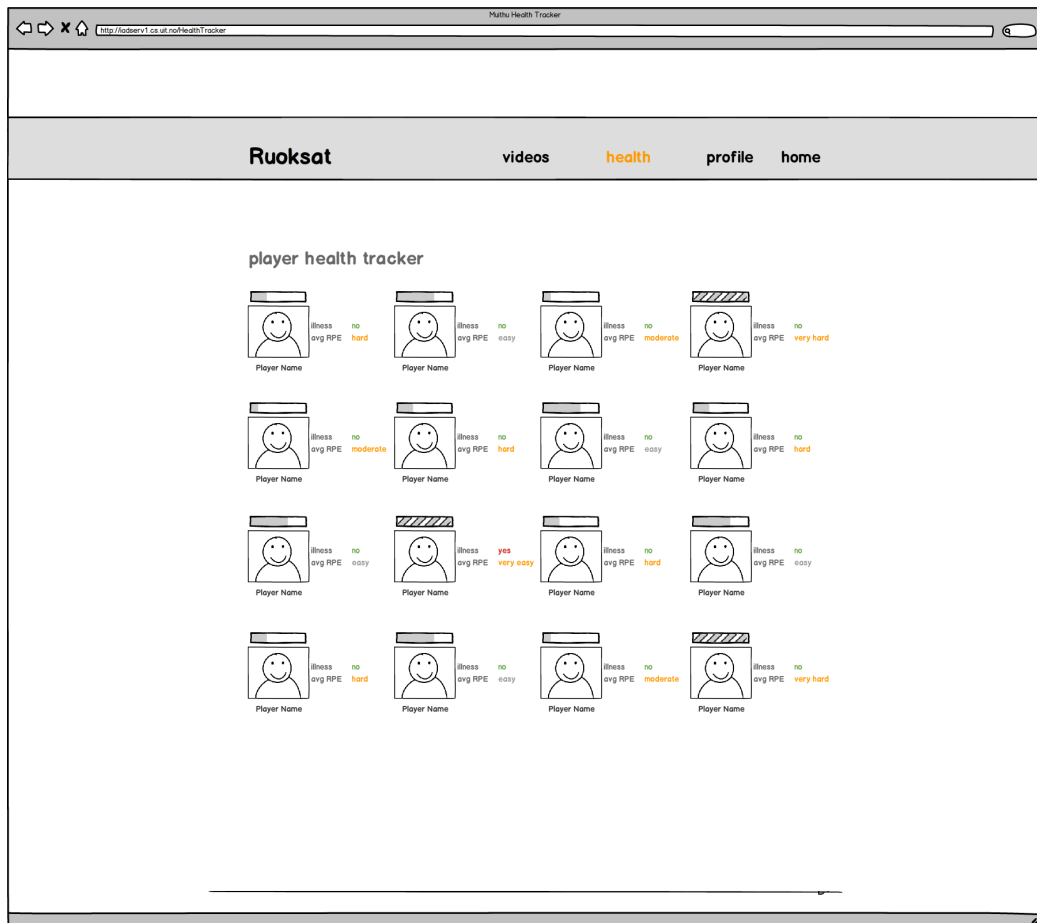 Muithu Health Tracker
http://iadserv1.cs.uit.no/HealthTracker
Ruoksat videos health profile home
player health tracker
illness no illness no illness no illness no
avg RPE hard avg RPE easy avg RPE moderate avg RPE very hard
Player Name Player Name Player Name Player Name
illness no illness no illness no illness no
avg RPE moderate avg RPE hard avg RPE easy avg RPE hard
Player Name Player Name Player Name Player Name
illness no illness yes illness no illness no
avg RPE easy avg RPE very easy avg RPE hard avg RPE easy
Player Name Player Name Player Name Player Name
illness no illness no illness no illness no
avg RPE hard avg RPE easy avg RPE moderate avg RPE very hard
Player Name Player Name Player Name Player Name